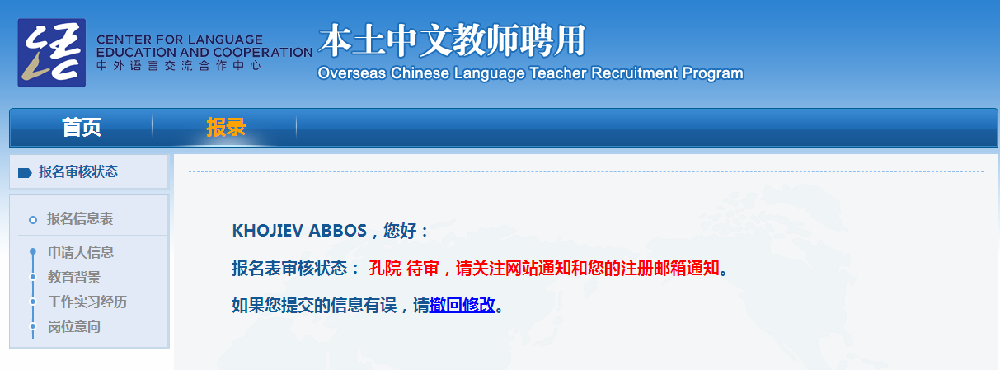 CENTER FOR LANGUAGE
EDUCATION AND COOPERATION
中外语言交流合作中心
本土中文教师聘用
Overseas Chinese Language Teacher Recruitment Program
首页
报录
报名审核状态
报名信息表
申请人信息
教育背景
工作实习经历
岗位意向
KHOJIEV ABBOS，您好：
报名表审核状态： 孔院 待审，请关注网站通知和您的注册邮箱通知。
如果您提交的信息有误，请撤回修改。